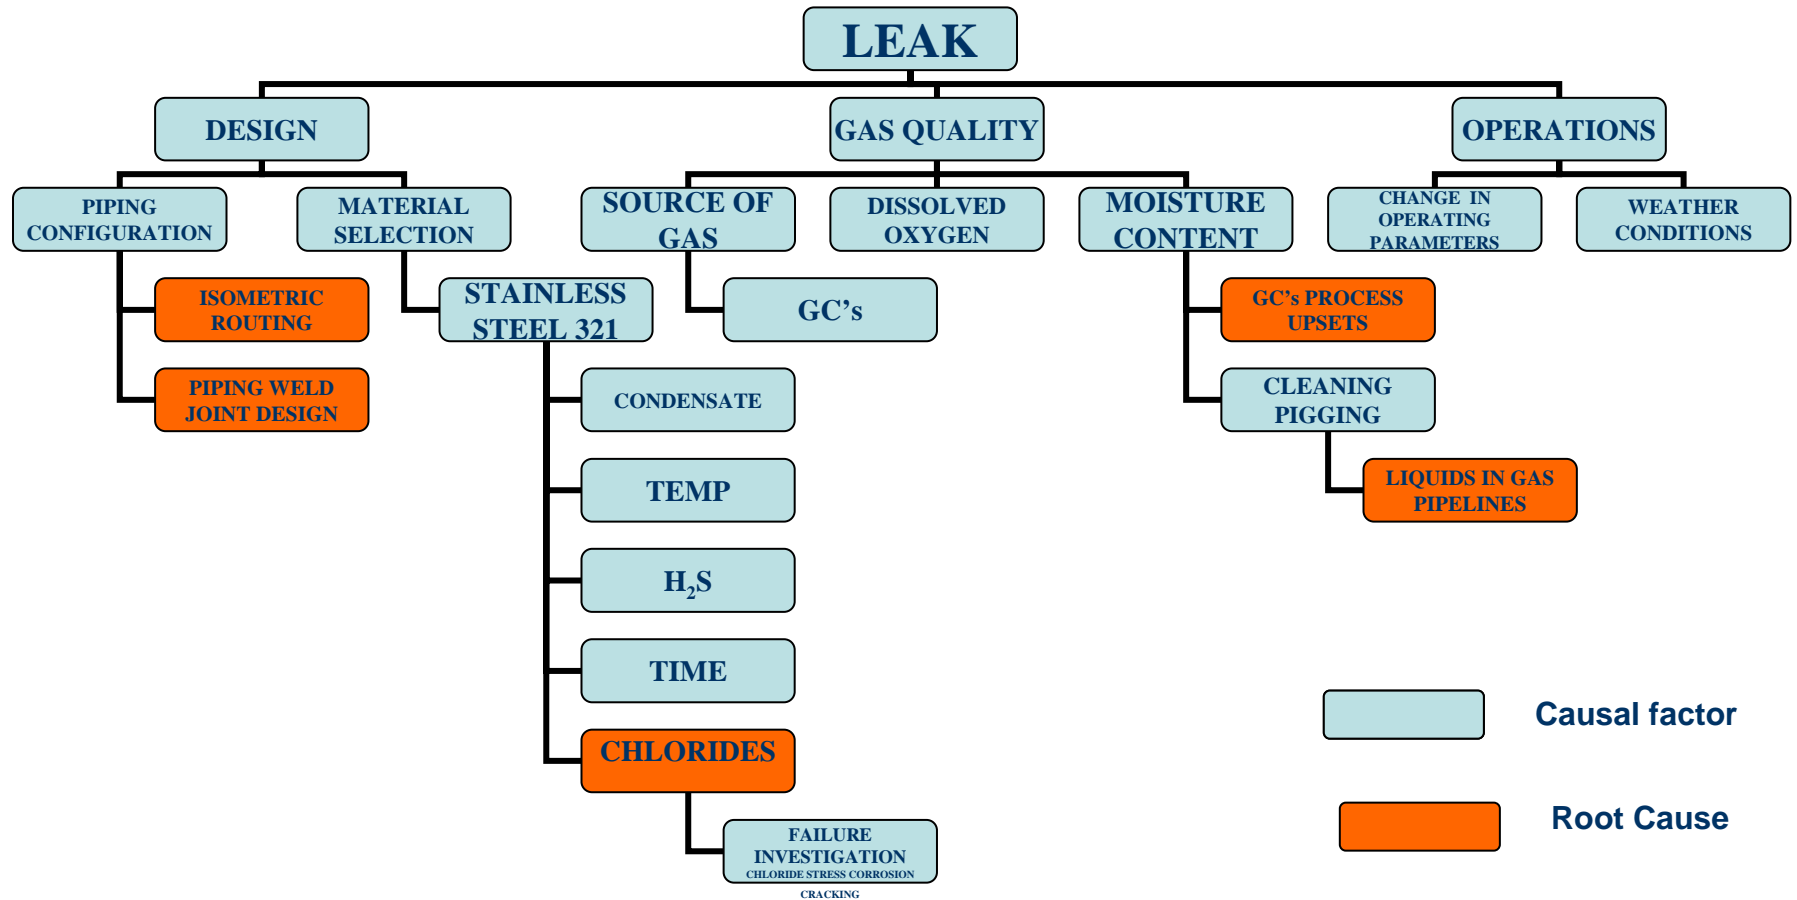 LEAK
DESIGN
GAS QUALITY
OPERATIONS
PIPING
CONFIGURATION
MATERIAL
SELECTION
SOURCE OF
GAS
DISSOLVED
OXYGEN
MOISTURE
CONTENT
CHANGE IN
OPERATING
PARAMETERS
WEATHER
CONDITIONS
ISOMETRIC
ROUTING
STAINLESS
STEEL 321
GC's
GC's PROCESS
UPSETS
PIPING WELD
JOINT DESIGN
CONDENSATE
CLEANING
PIGGING
TEMP
LIQUIDS IN GAS
PIPELINES
H₂S
TIME
CHLORIDES
FAILURE
INVESTIGATION
CHLORIDE STRESS CORROSION
CRACKING
Causal factor
Root Cause